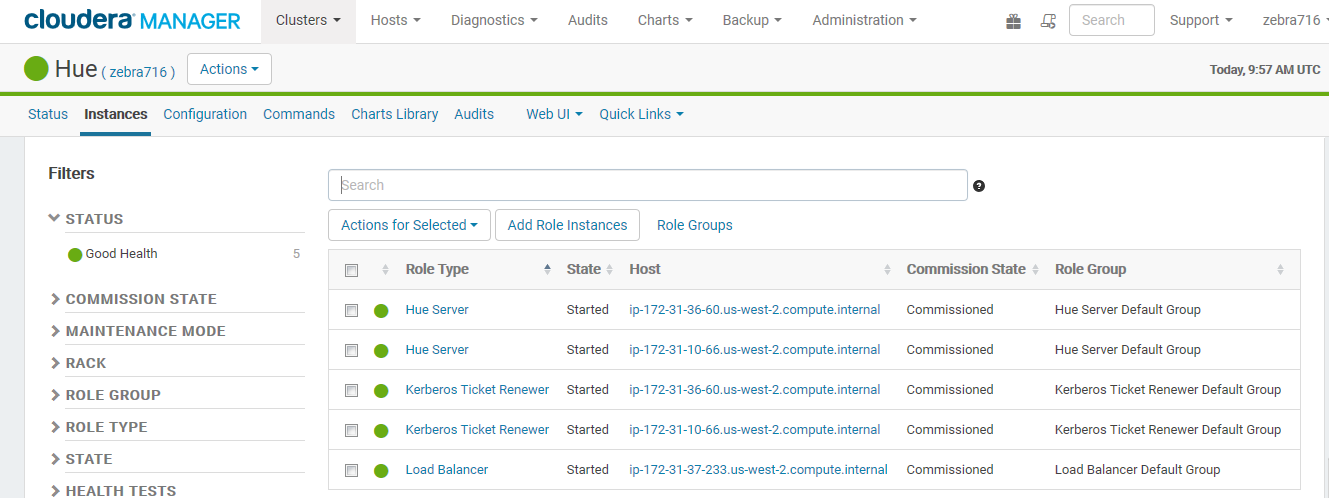 cloudera MANAGER Clusters Hosts Diagnostics Audits Charts Backup Administration Search Support zebra716
Hue ( zebra716 ) Actions Today, 9:57 AM UTC
Status Instances Configuration Commands Charts Library Audits Web UI Quick Links
Filters
Search ?
STATUS
Actions for Selected Add Role Instances Role Groups
Good Health 5
Role Type State Host Commission State Role Group
COMMISSION STATE
Hue Server Started ip-172-31-36-60.us-west-2.compute.internal Commissioned Hue Server Default Group
MAINTENANCE MODE
Hue Server Started ip-172-31-10-66.us-west-2.compute.internal Commissioned Hue Server Default Group
RACK
Kerberos Ticket Renewer Started ip-172-31-36-60.us-west-2.compute.internal Commissioned Kerberos Ticket Renewer Default Group
ROLE GROUP
ROLE TYPE
Kerberos Ticket Renewer Started ip-172-31-10-66.us-west-2.compute.internal Commissioned Kerberos Ticket Renewer Default Group
STATE
Load Balancer Started ip-172-31-37-233.us-west-2.compute.internal Commissioned Load Balancer Default Group
HEALTH TESTS